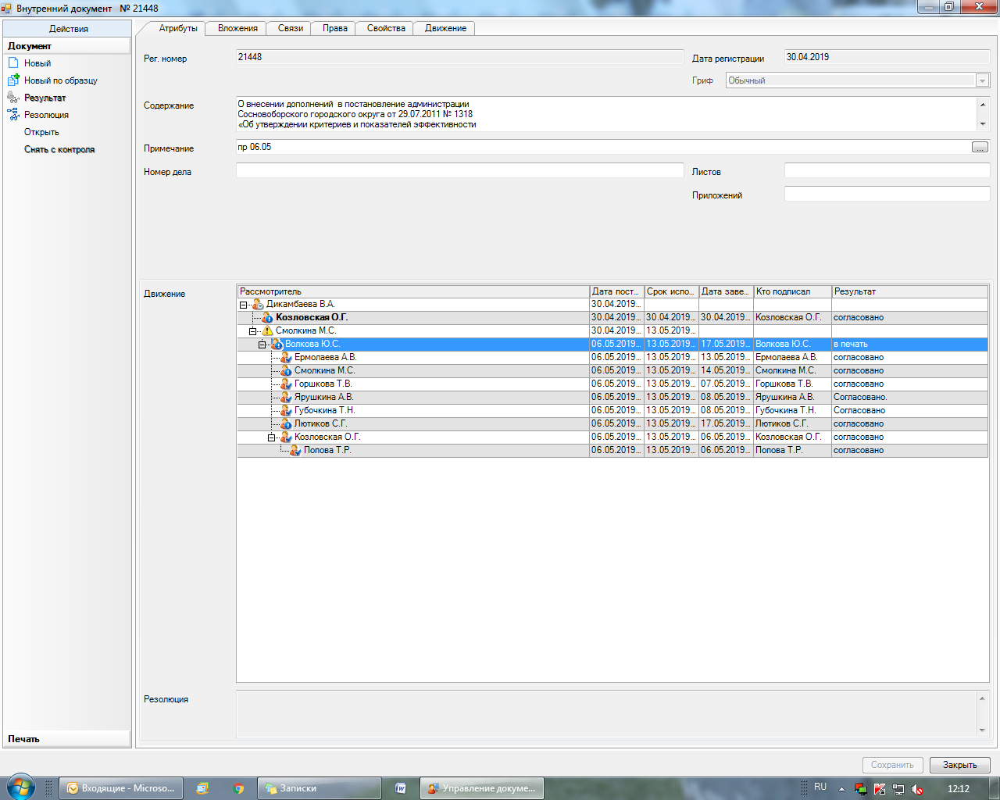 Внутренний документ № 21448
Действия
Документ
Новый
Новый по образцу
Результат
Резолюция
Открыть
Снять с контроля
Печать
Атрибуты Вложения Связи Права Свойства Движение
Рег. номер 21448 Дата регистрации 30.04.2019
Гриф Обычный
Содержание
О внесении дополнений в постановление администрации
Сосновоборского городского округа от 29.07.2011 № 1318
«Об утверждении критериев и показателей эффективности
Примечание пр 06.05 ...
Номер дела Листов
Приложений
Движение
Рассмотритель Дата пост... Срок испо... Дата заве... Кто подписал Результат
Дикамбаева В.А. 30.04.2019...
Козловская О.Г. 30.04.2019... 30.04.2019... 30.04.2019... Козловская О.Г. согласовано
Смолкина М.С. 30.04.2019... 13.05.2019...
Волкова Ю.С. 06.05.2019... 13.05.2019... 17.05.2019... Волкова Ю.С. в печать
Ермолаева А.В. 06.05.2019... 13.05.2019... 13.05.2019... Ермолаева А.В. согласовано
Смолкина М.С. 06.05.2019... 13.05.2019... 14.05.2019... Смолкина М.С. согласовано
Горшкова Т.В. 06.05.2019... 13.05.2019... 07.05.2019... Горшкова Т.В. согласовано
Ярушкина А.В. 06.05.2019... 13.05.2019... 08.05.2019... Ярушкина А.В. Согласовано.
Губочкина Т.Н. 06.05.2019... 13.05.2019... 08.05.2019... Губочкина Т.Н. Согласовано
Лютиков С.Г. 06.05.2019... 13.05.2019... 17.05.2019... Лютиков С.Г. согласовано
Козловская О.Г. 06.05.2019... 13.05.2019... 06.05.2019... Козловская О.Г. согласовано
Попова Т.Р. 06.05.2019... 13.05.2019... 06.05.2019... Попова Т.Р. согласовано
Резолюция
Сохранить Закрыть
Входящие - Microso... Записки Управление докуме... RU 12:12